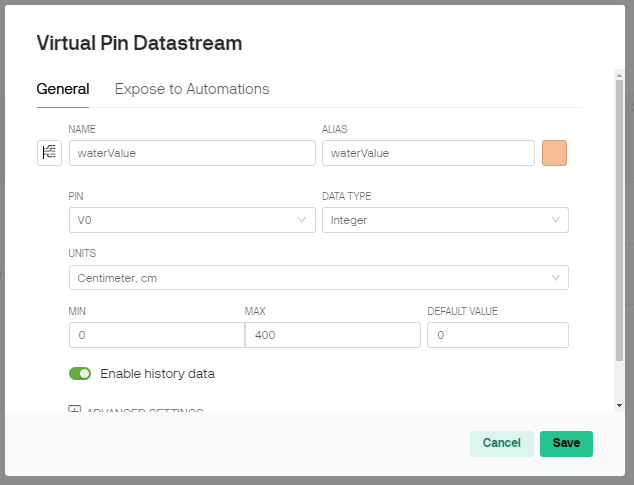 Virtual Pin Datastream
General Expose to Automations
NAME ALIAS
waterValue waterValue
PIN DATA TYPE
V0 Integer
UNITS
Centimeter, cm
MIN MAX DEFAULT VALUE
0 400 0
Enable history data
ADVANCED SETTINGS
Cancel Save